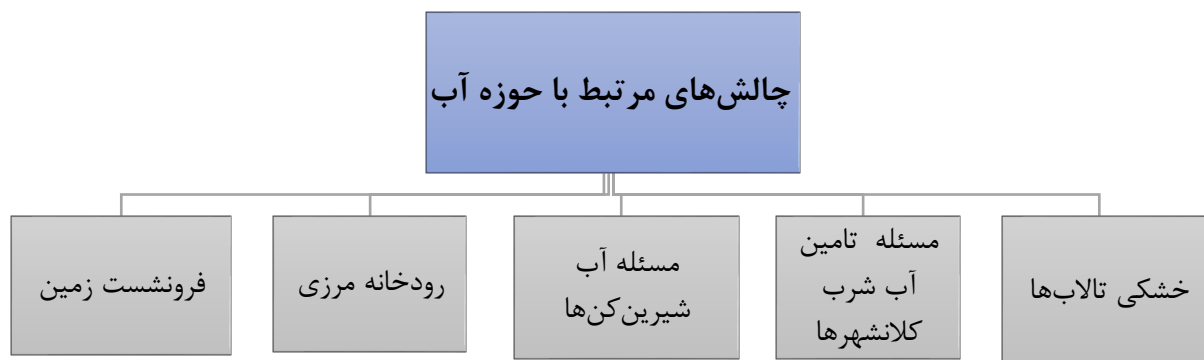 چالش‌های مرتبط با حوزه آب
خشکی تالاب‌ها
مسئله تامین
آب شرب
کلانشهرها
مسئله آب
شیرین‌کن‌ها
رودخانه مرزی
فرونشست زمین